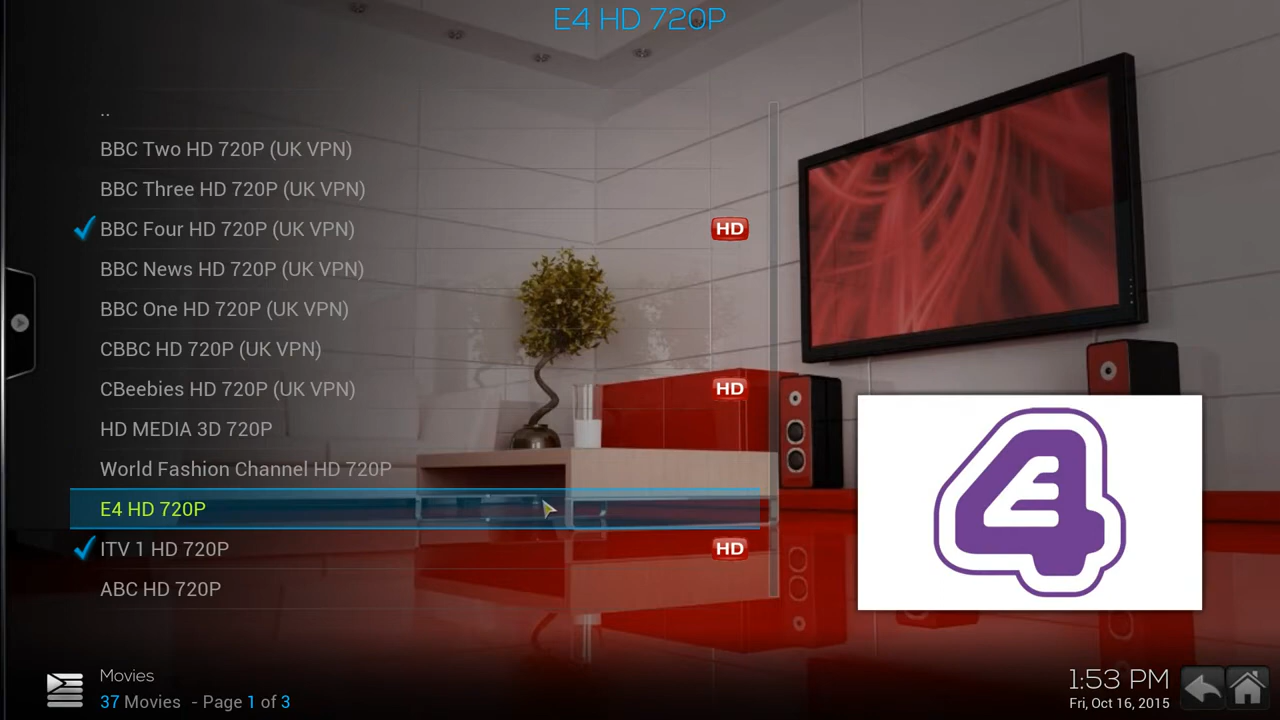 E4 HD 720P
..
BBC Two HD 720P (UK VPN)
BBC Three HD 720P (UK VPN)
BBC Four HD 720P (UK VPN) HD
BBC News HD 720P (UK VPN)
BBC One HD 720P (UK VPN)
CBBC HD 720P (UK VPN)
CBeebies HD 720P (UK VPN) HD
HD MEDIA 3D 720P
World Fashion Channel HD 720P
E4 HD 720P
ITV 1 HD 720P HD
ABC HD 720P
E4
Movies
37 Movies - Page 1 of 3
1:53 PM
Fri, Oct 16, 2015